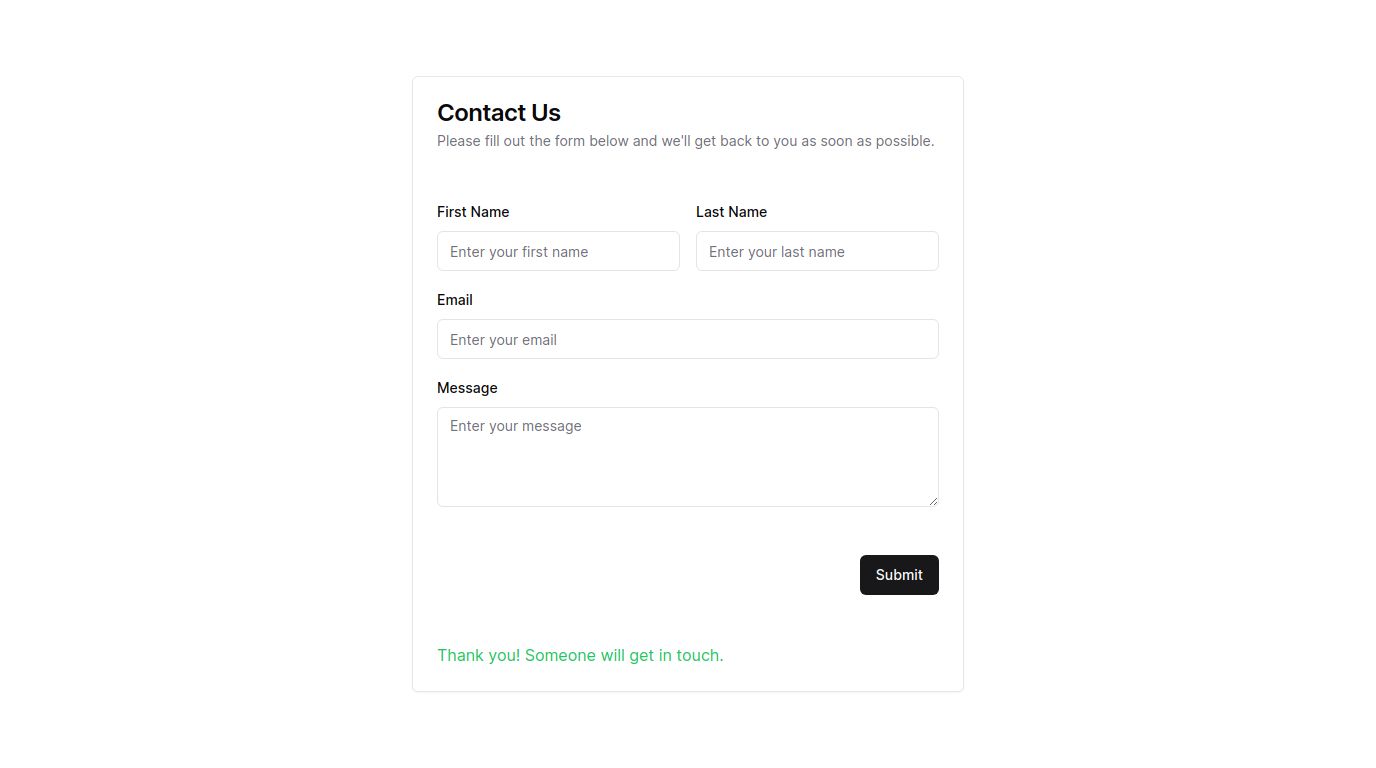 Contact Us
Please fill out the form below and we'll get back to you as soon as possible.
First Name
Last Name
Enter your first name
Enter your last name
Email
Enter your email
Message
Enter your message
Submit
Thank you! Someone will get in touch.